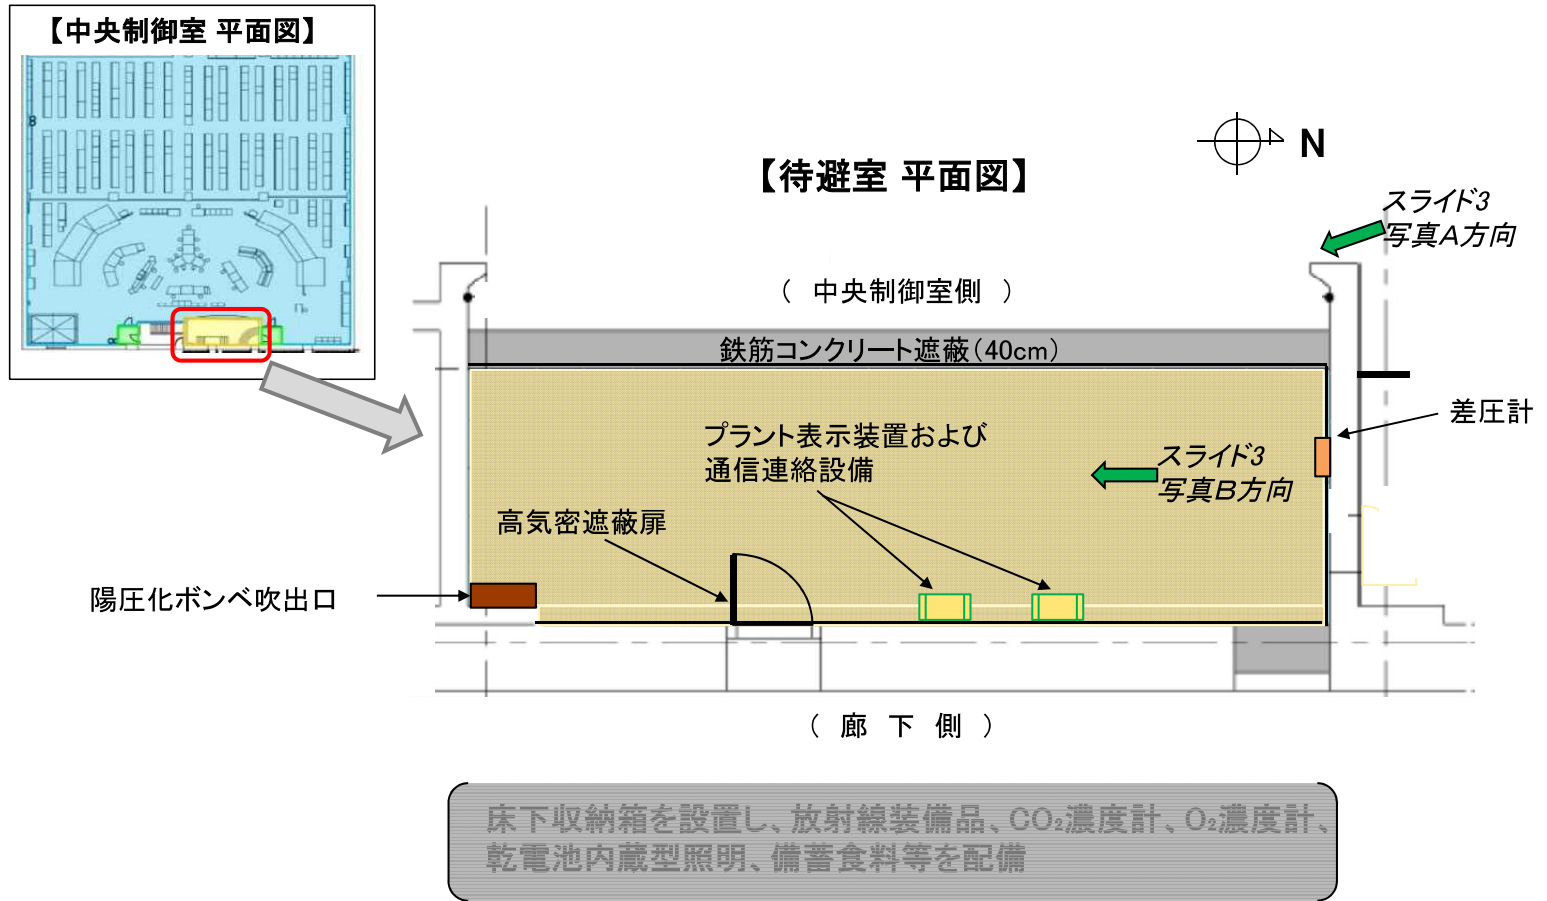 【中央制御室 平面図】
N
【待避室 平面図】
スライド3
写真A方向
（ 中央制御室側 ）
鉄筋コンクリート遮蔽(40cm)
差圧計
プラント表示装置および
通信連絡設備
スライド3
写真B方向
高気密遮蔽扉
陽圧化ボンベ吹出口
（ 廊 下 側 ）
床下収納箱を設置し、放射線装備品、CO₂濃度計、O₂濃度計、
乾電池内蔵型照明、備蓄食料等を配備